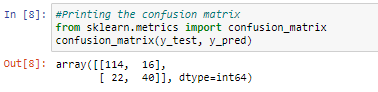 In [8]: #Printing the confusion matrix
from sklearn.metrics import confusion_matrix
confusion_matrix(y_test, y_pred)
Out[8]: array([[114,  16],
       [ 22,  40]], dtype=int64)